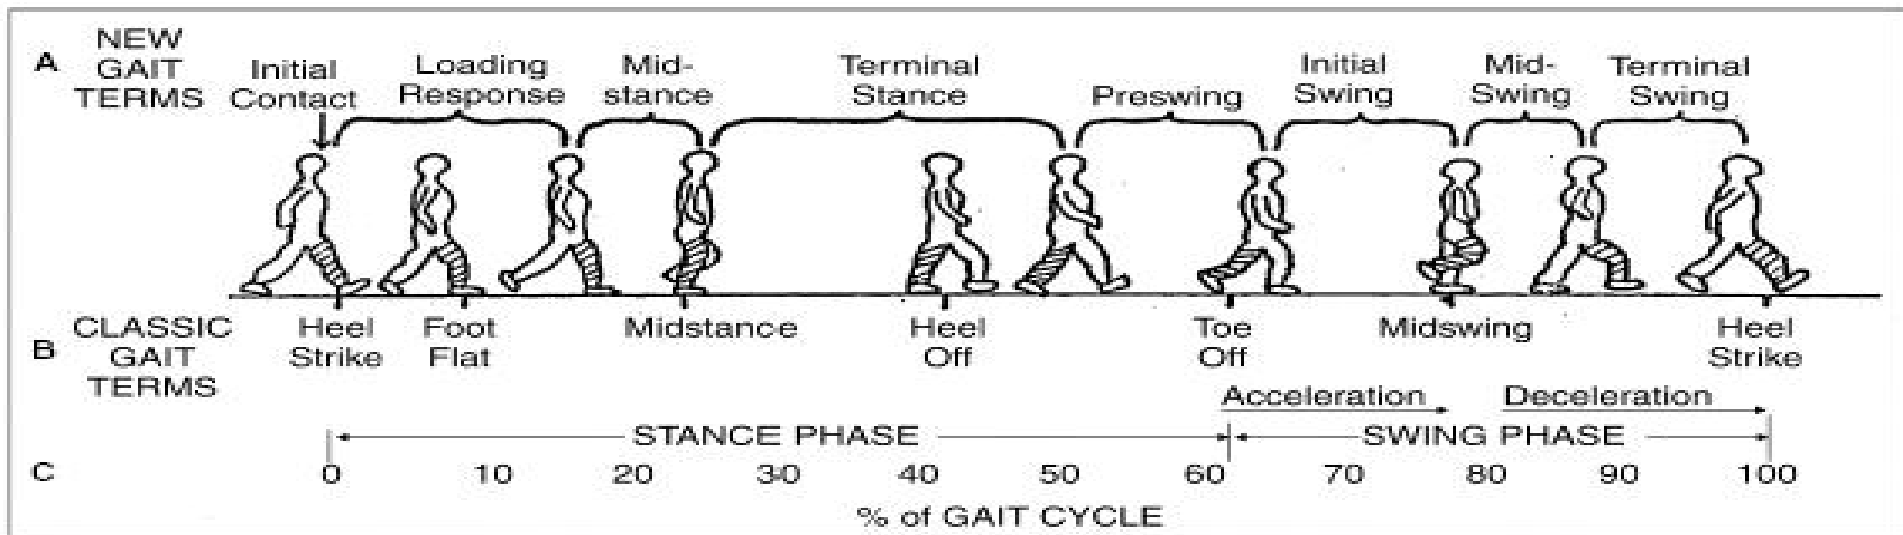 A NEW GAIT TERMS
Initial Contact
Loading Response
Mid-stance
Terminal Stance
Preswing
Initial Swing
Mid-Swing
Terminal Swing
B CLASSIC GAIT TERMS
Heel Strike
Foot Flat
Midstance
Heel Off
Toe Off
Midswing
Heel Strike
Acceleration Deceleration
STANCE PHASE SWING PHASE
C 0 10 20 30 40 50 60 70 80 90 100
% of GAIT CYCLE